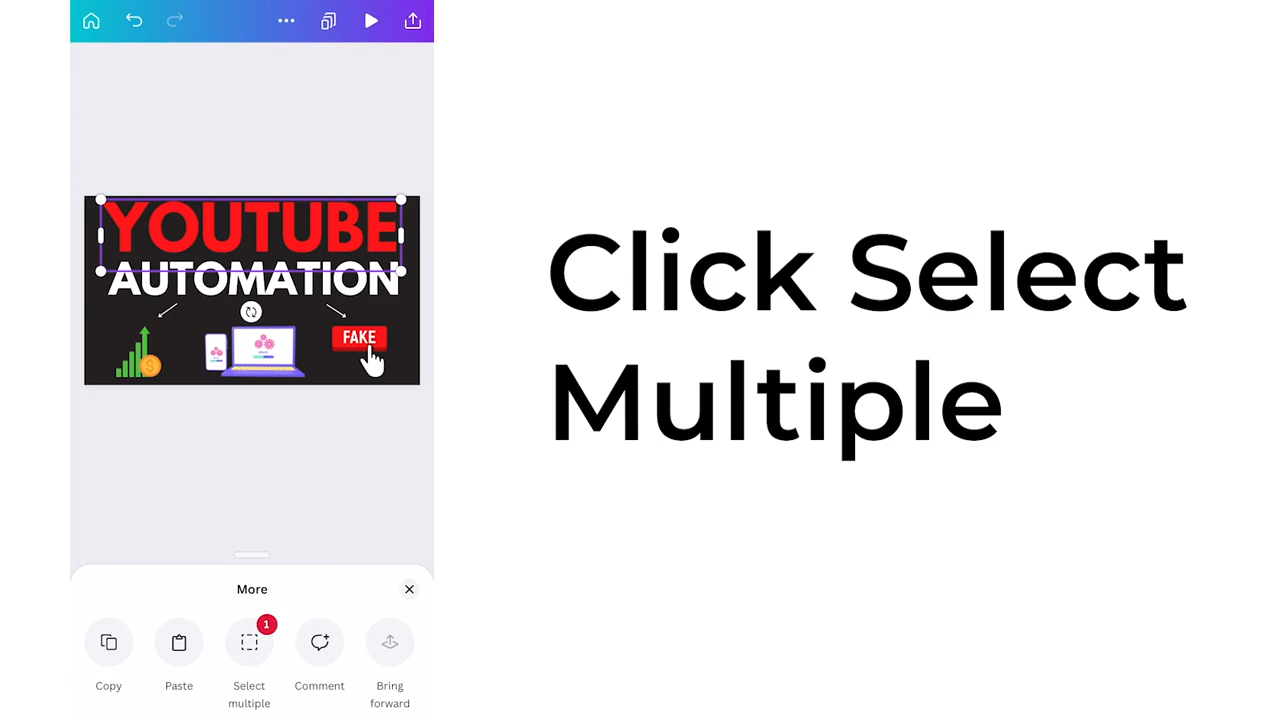 YOUTUBE
AUTOMATION
FAKE
Click Select
Multiple
More
1
Copy
Paste
Select
multiple
Comment
Bring
forward